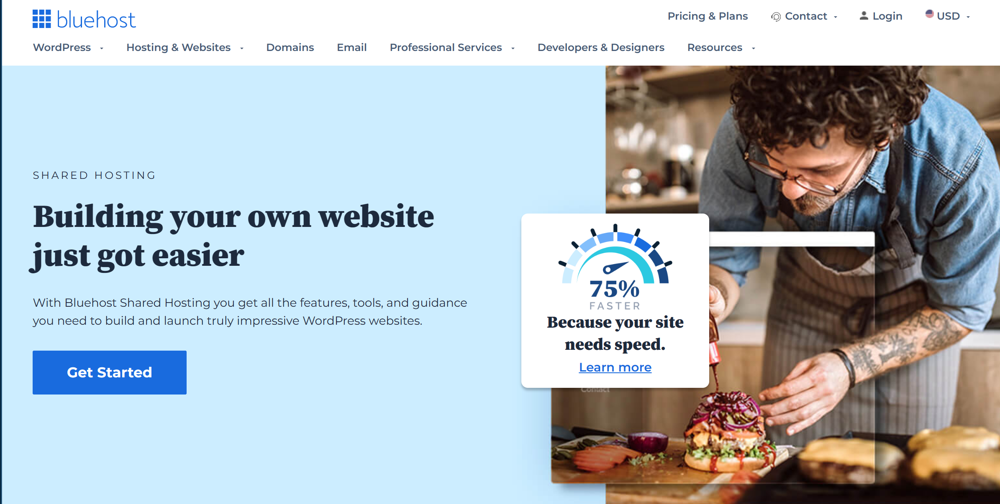 bluehost
Pricing & Plans Contact Login USD
WordPress Hosting & Websites Domains Email Professional Services Developers & Designers Resources
SHARED HOSTING
Building your own website
just got easier
With Bluehost Shared Hosting you get all the features, tools, and guidance
you need to build and launch truly impressive WordPress websites.
Get Started
75%
FASTER
Because your site
needs speed.
Learn more
Contact